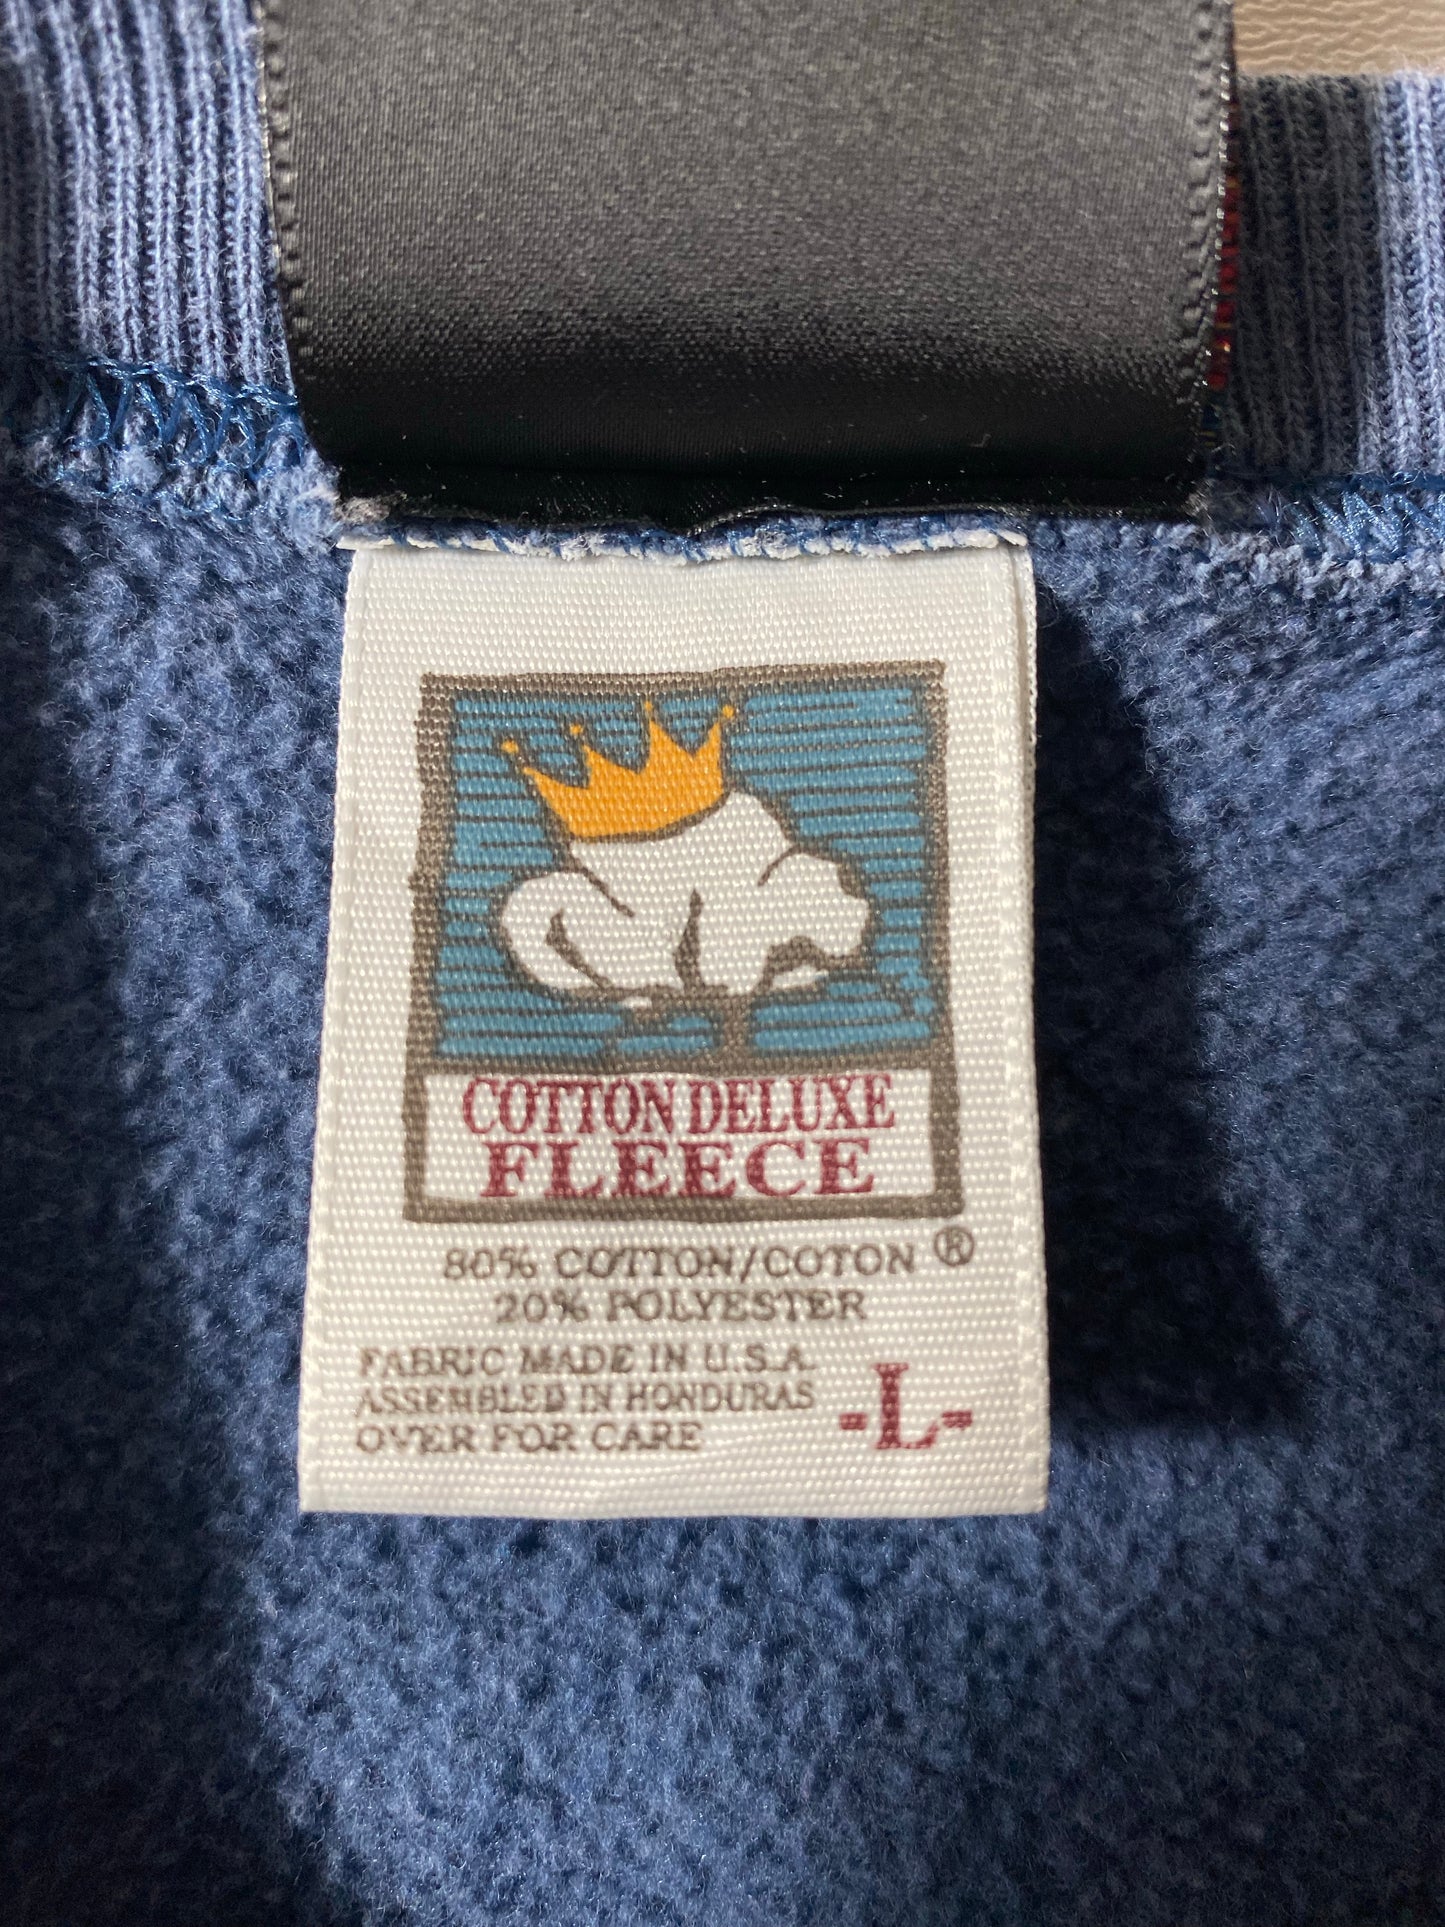 COTTON DELUXE
FLEECE
80% COTTON/COTON ®
20% POLYESTER
FABRIC MADE IN U.S.A.
ASSEMBLED IN HONDURAS
OVER FOR CARE
-L-